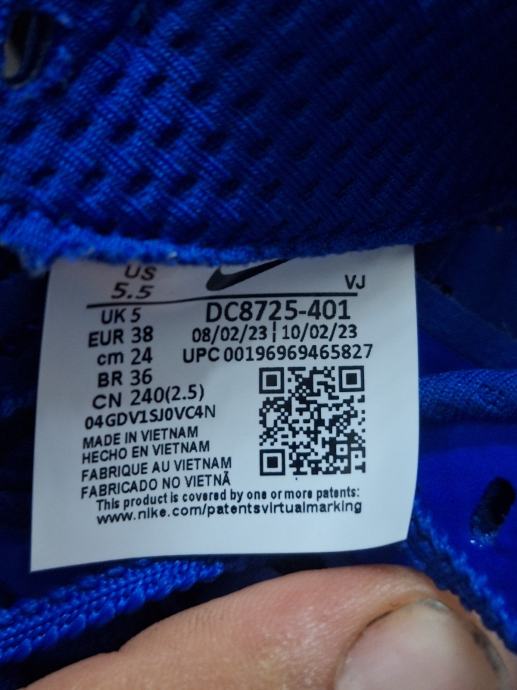 US
5.5
VJ
UK 5
DC8725-401
EUR 38
08/02/23 | 10/02/23
cm 24
UPC 00196969465827
BR 36
CN 240(2.5)
04GDV1SJ0VC4N
MADE IN VIETNAM
HECHO EN VIETNAM
FABRIQUE AU VIETNAM
FABRICADO NO VIETNÃ
This product is covered by one or more patents:
www.nike.com/patentsvirtualmarking